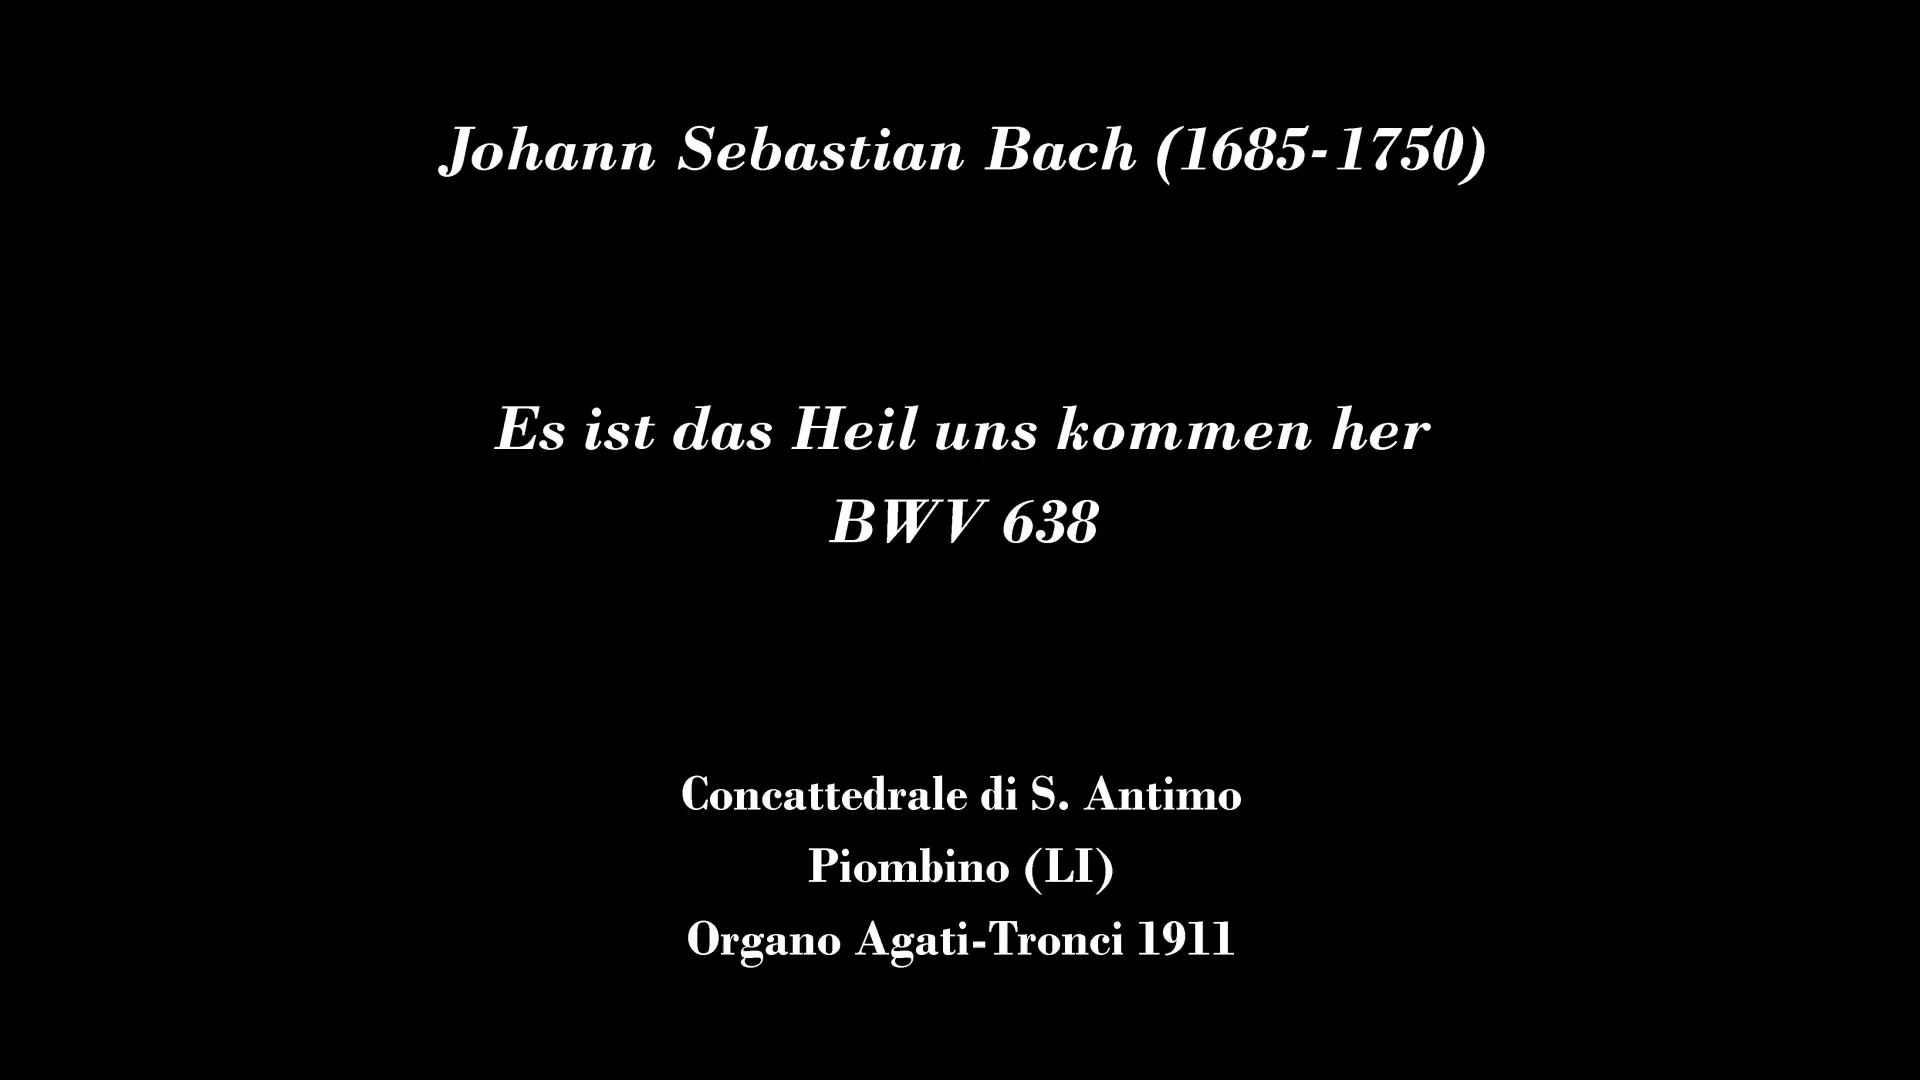 Johann Sebastian Bach (1685-1750)
Es ist das Heil uns kommen her
BWV 638
Concattedrale di S. Antimo
Piombino (LI)
Organo Agati-Tronci 1911